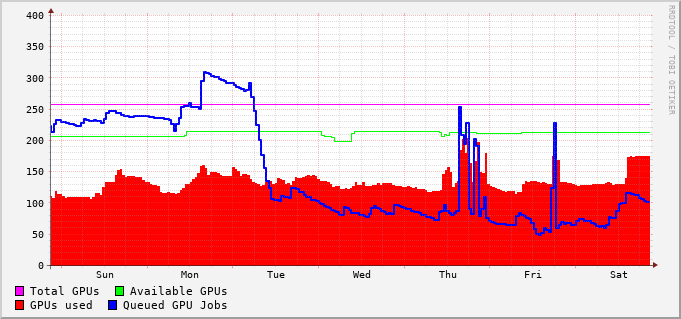 400
350
300
250
200
150
100
50
0
Sun Mon Tue Wed Thu Fri Sat
Total GPUs Available GPUs
GPUs used Queued GPU Jobs
RRDTOOL / TOBI OETIKER